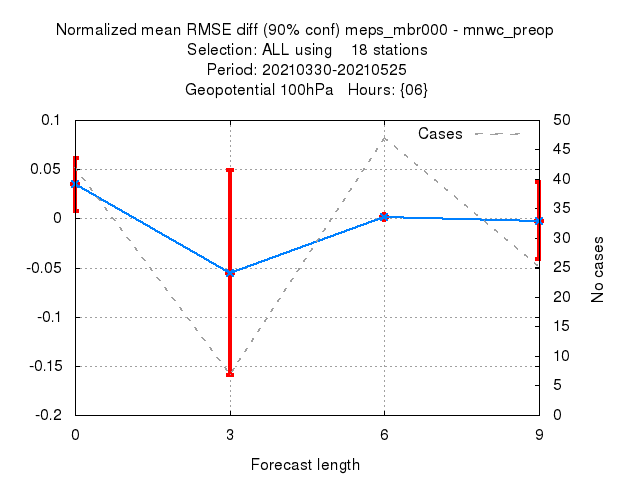 Normalized mean RMSE diff (90% conf) meps_mbr000 - mnwc_preop
Selection: ALL using 18 stations
Period: 20210330-20210525
Geopotential 100hPa Hours: {06}
0.1
0.05
0
-0.05
-0.1
-0.15
-0.2
Cases
50
45
40
35
30
25
20
15
10
5
0
No cases
0 3 6 9
Forecast length